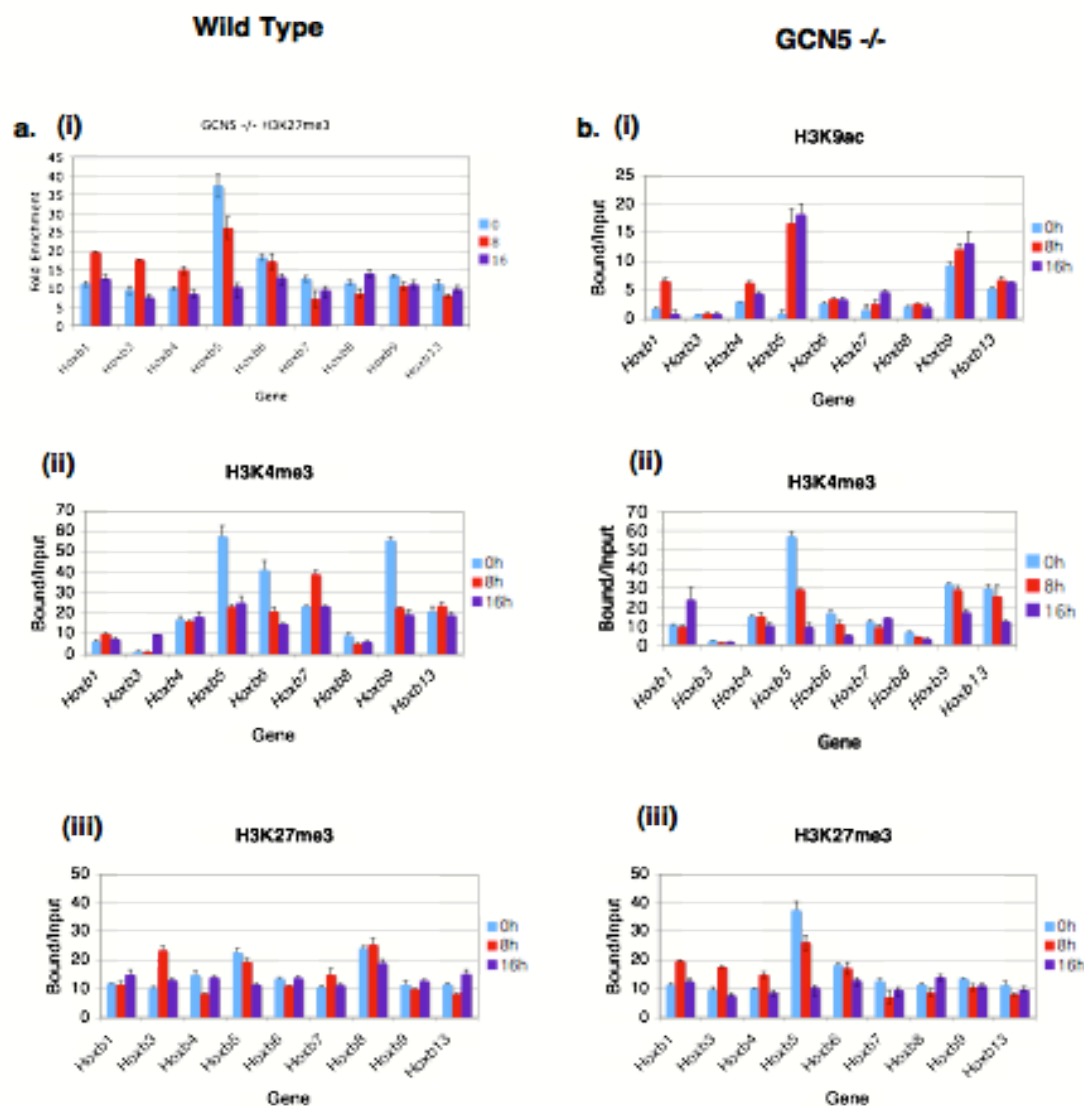 Wild Type
GCN5 -/-
a. (i)
GCN5 -/- H3K27me3
45
40
35
30
25
20
15
10
5
0
Fold Enrichment
0
8
16
Hoxb1
Hoxb3
Hoxb4
Hoxb5
Hoxb6
Hoxb7
Hoxb8
Hoxb9
Hoxb13
Gene
b. (i)
H3K9ac
25
20
15
10
5
0
Bound/Input
0h
8h
16h
Hoxb1
Hoxb3
Hoxb4
Hoxb5
Hoxb6
Hoxb7
Hoxb8
Hoxb9
Hoxb13
Gene
(ii)
H3K4me3
70
60
50
40
30
20
10
0
Bound/Input
0h
8h
16h
Hoxb1
Hoxb3
Hoxb4
Hoxb5
Hoxb6
Hoxb7
Hoxb8
Hoxb9
Hoxb13
Gene
(ii)
H3K4me3
70
60
50
40
30
20
10
0
Bound/Input
0h
8h
16h
Hoxb1
Hoxb3
Hoxb4
Hoxb5
Hoxb6
Hoxb7
Hoxb8
Hoxb9
Hoxb13
Gene
(iii)
H3K27me3
50
40
30
20
10
0
Bound/Input
0h
8h
16h
Hoxb1
Hoxb3
Hoxb4
Hoxb5
Hoxb6
Hoxb7
Hoxb8
Hoxb9
Hoxb13
Gene
(iii)
H3K27me3
50
40
30
20
10
0
Bound/Input
0h
8h
16h
Hoxb1
Hoxb3
Hoxb4
Hoxb5
Hoxb6
Hoxb7
Hoxb8
Hoxb9
Hoxb13
Gene